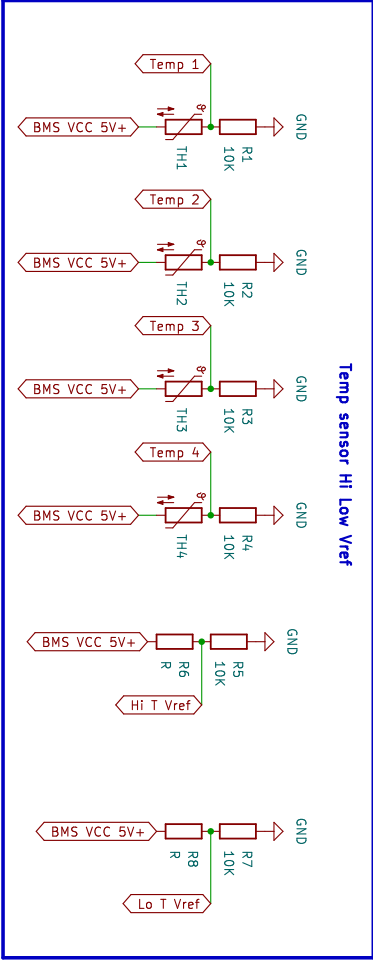 Temp sensor Hi Low Vref
Temp 1
BMS VCC 5V+
TH1
R1
10K
GND
Temp 2
BMS VCC 5V+
TH2
R2
10K
GND
Temp 3
BMS VCC 5V+
TH3
R3
10K
GND
Temp 4
BMS VCC 5V+
TH4
R4
10K
GND
BMS VCC 5V+
R6
R
R5
10K
GND
Hi T Vref
BMS VCC 5V+
R8
R
R7
10K
GND
Lo T Vref